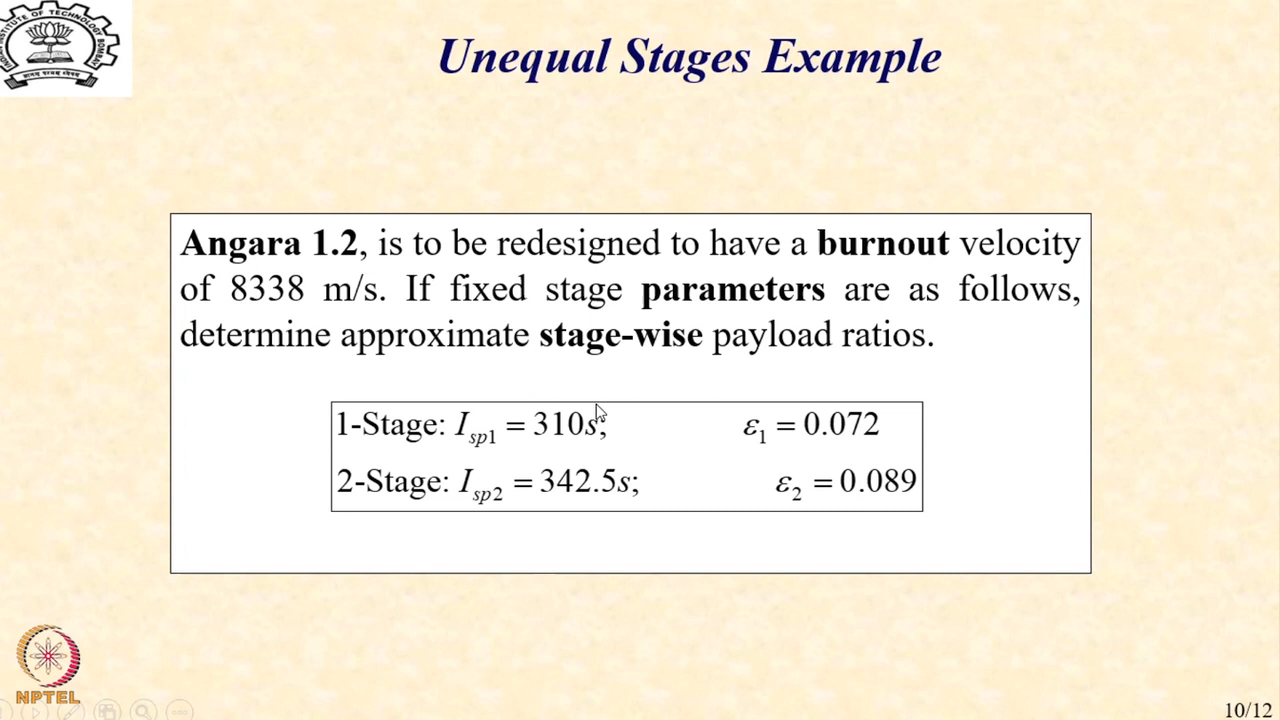 Unequal Stages Example
Angara 1.2, is to be redesigned to have a burnout velocity
of 8338 m/s. If fixed stage parameters are as follows,
determine approximate stage-wise payload ratios.
1-Stage: I_sp1 = 310s; ε_1 = 0.072
2-Stage: I_sp2 = 342.5s; ε_2 = 0.089
NPTEL
10/12